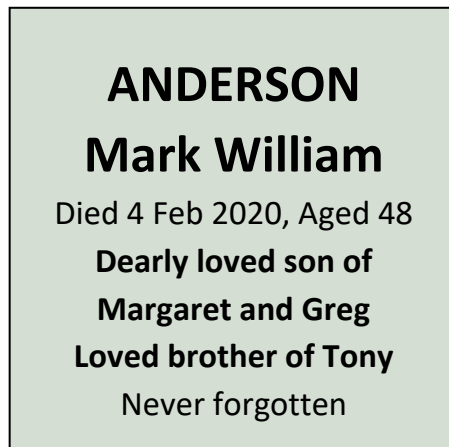 ANDERSON
Mark William
Died 4 Feb 2020, Aged 48
Dearly loved son of
Margaret and Greg
Loved brother of Tony
Never forgotten